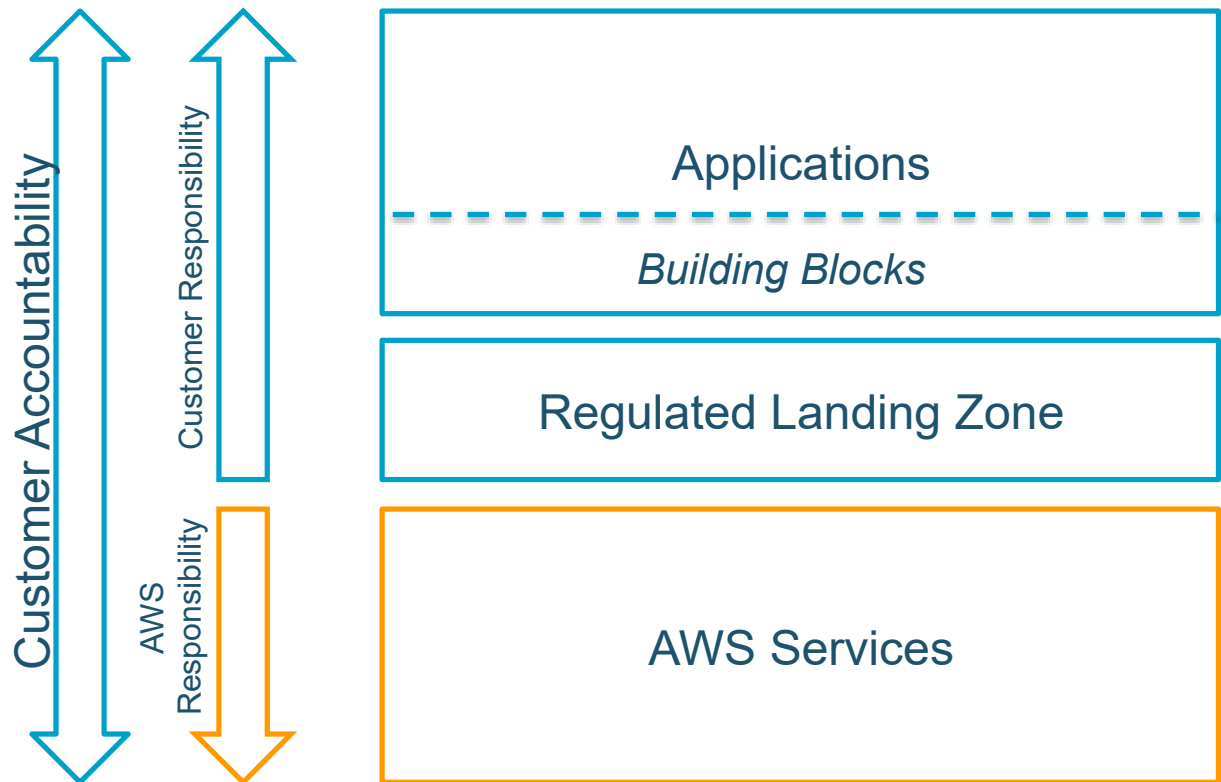 Customer Accountability
Customer Responsibility
AWS
Responsibility
Applications
Building Blocks
Regulated Landing Zone
AWS Services